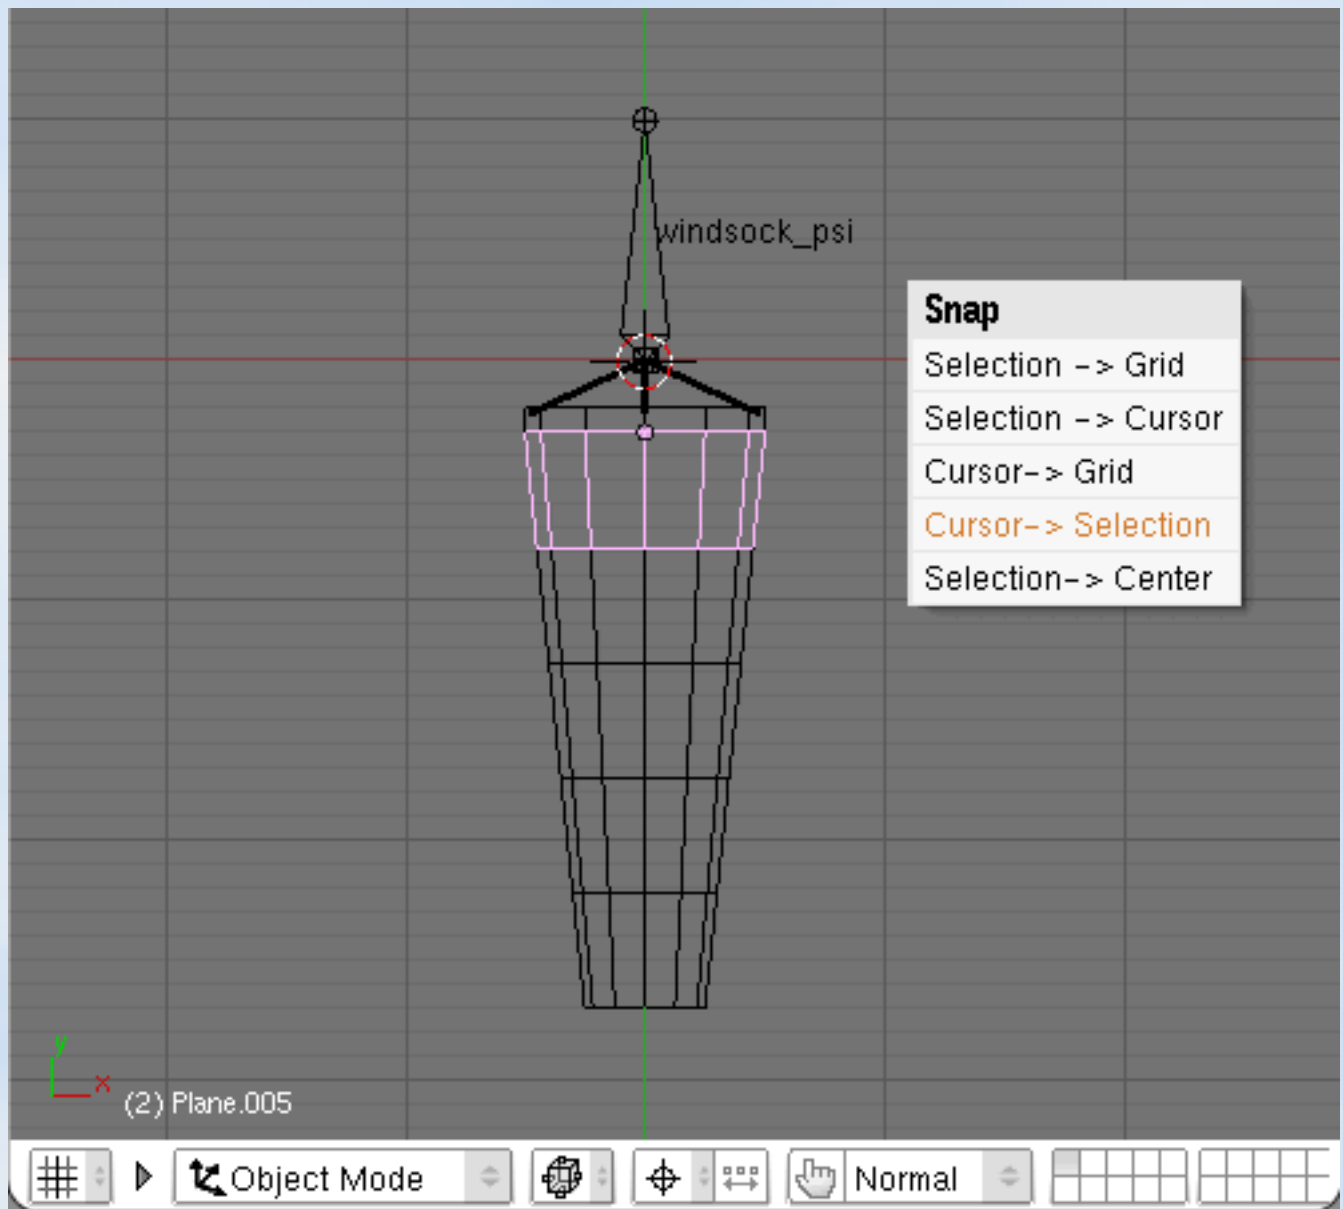 windsock_psi
Snap
Selection -> Grid
Selection -> Cursor
Cursor-> Grid
Cursor-> Selection
Selection-> Center
y
x
(2) Plane.005
Object Mode
Normal